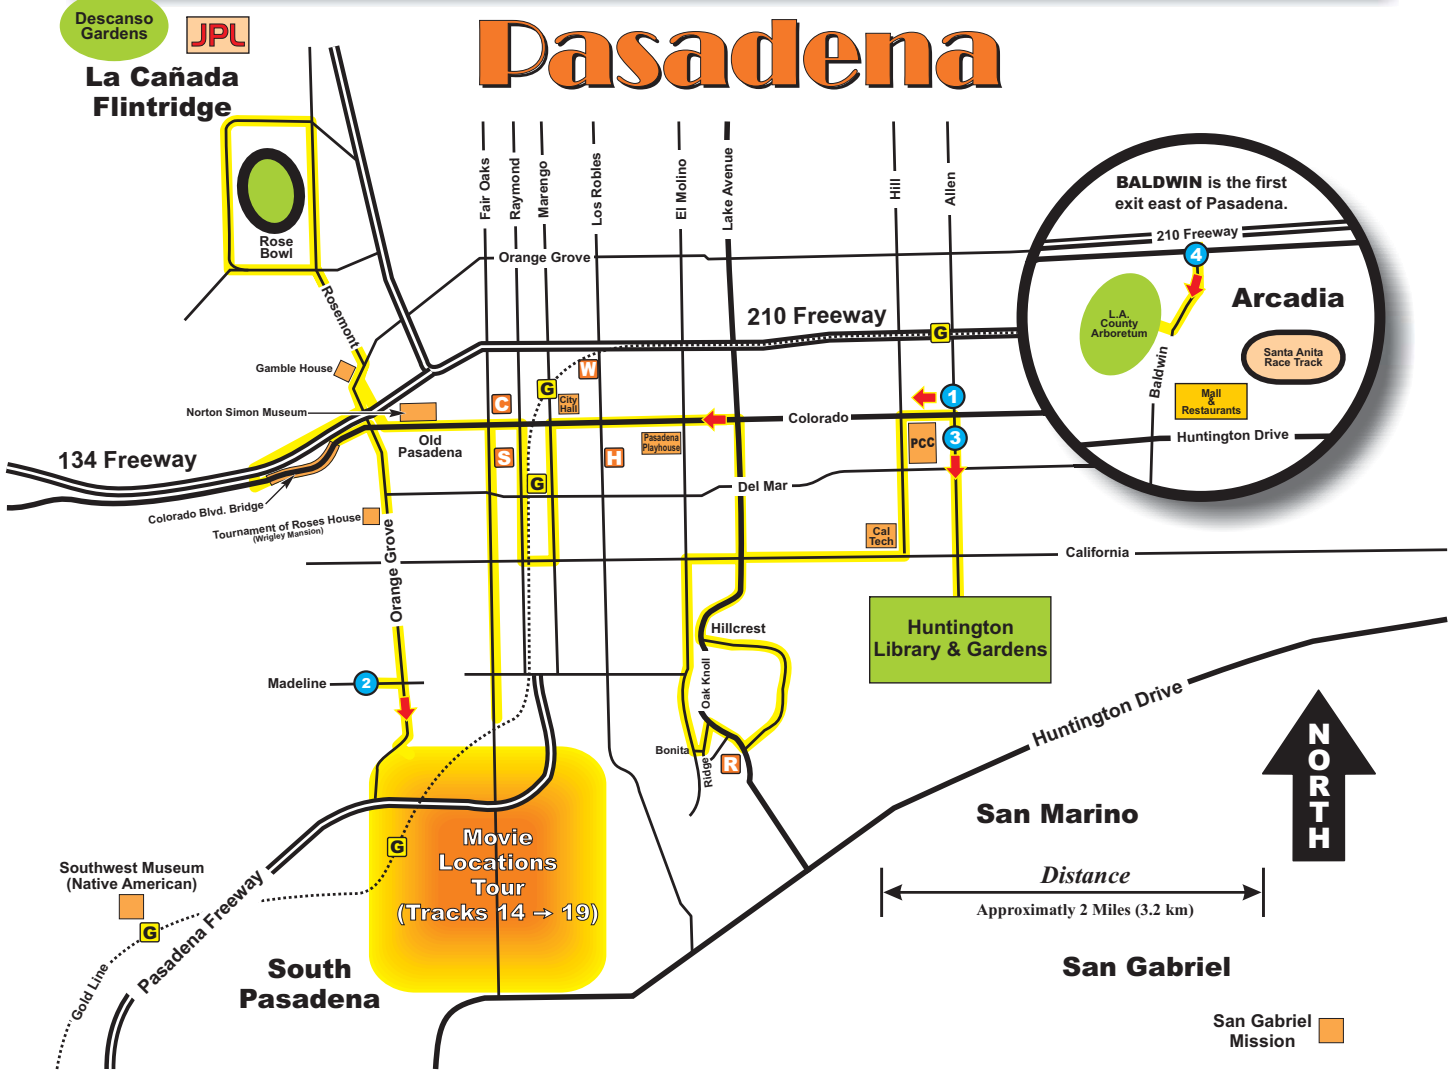 Descanso
Gardens
JPL
La Cañada
Flintridge
Pasadena
Fair Oaks
Raymond
Marengo
Los Robles
El Molino
Lake Avenue
Hill
Allen
BALDWIN is the first
exit east of Pasadena.
210 Freeway
4
Arcadia
L.A.
County
Arboretum
Baldwin
Santa Anita
Race Track
Mall
&
Restaurants
Huntington Drive
Rose
Bowl
Orange Grove
Rosemont
210 Freeway
G
Gamble House
W
G
City
Hall
C
1
Norton Simon Museum
Colorado
Old
Pasadena
Pasadena
Playhouse
PCC
3
134 Freeway
S
H
G
Del Mar
Colorado Blvd. Bridge
Tournament of Roses House
(Wrigley Mansion)
Orange Grove
Cal
Tech
California
Hillcrest
Huntington
Library & Gardens
Madeline
2
Oak Knoll
Bonita
Ridge
R
Huntington Drive
NORTH
San Marino
Movie
Locations
Tour
(Tracks 14 → 19)
G
Southwest Museum
(Native American)
G
Pasadena Freeway
Gold Line
Distance
Approximatly 2 Miles (3.2 km)
South
Pasadena
San Gabriel
San Gabriel
Mission